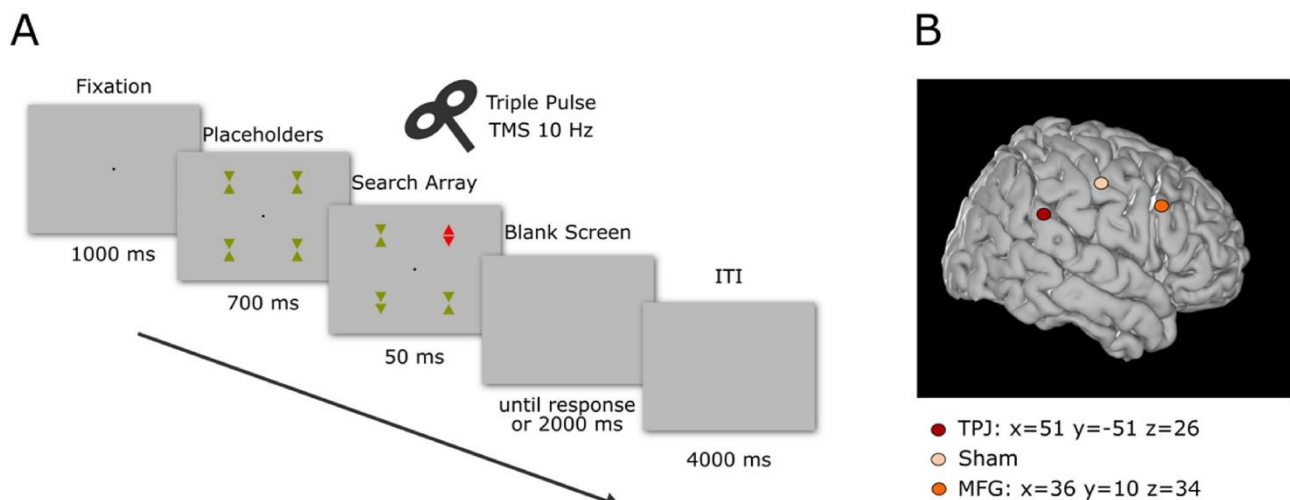 A
Fixation
1000 ms
Placeholders
700 ms
Triple Pulse
TMS 10 Hz
Search Array
50 ms
Blank Screen
until response
or 2000 ms
ITI
4000 ms
B
TPJ: x=51 y=-51 z=26
Sham
MFG: x=36 y=10 z=34